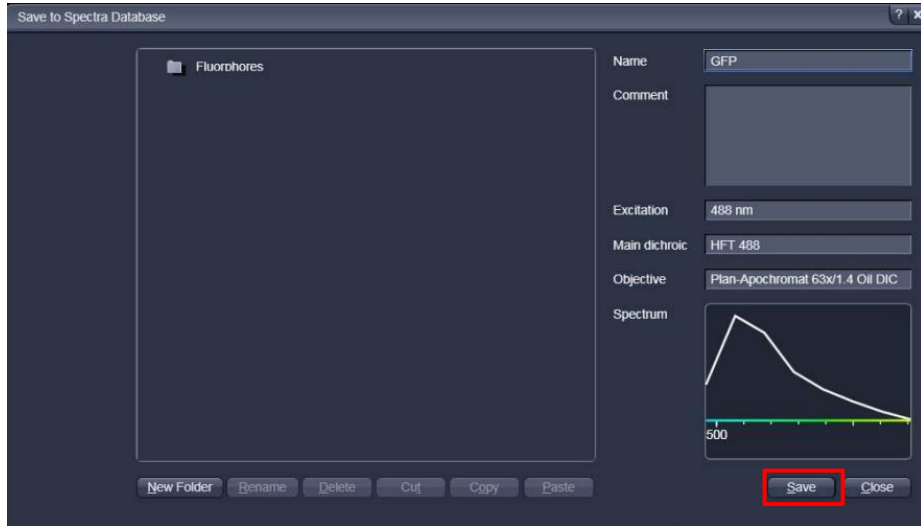 Save to Spectra Database
? x
Fluorphores
Name GFP
Comment
Excitation 488 nm
Main dichroic HFT 488
Objective Plan-Apochromat 63x/1.4 Oil DIC
Spectrum
500
New Folder Rename Delete Cut Copy Paste Save Close